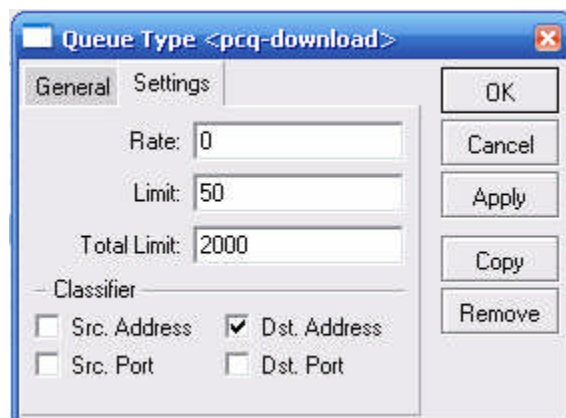 Queue Type <pcq-download>
General Settings
OK
Rate: 0
Cancel
Limit: 50
Apply
Total Limit: 2000
Copy
Classifier
Src. Address Dst. Address
Remove
Src. Port Dst. Port